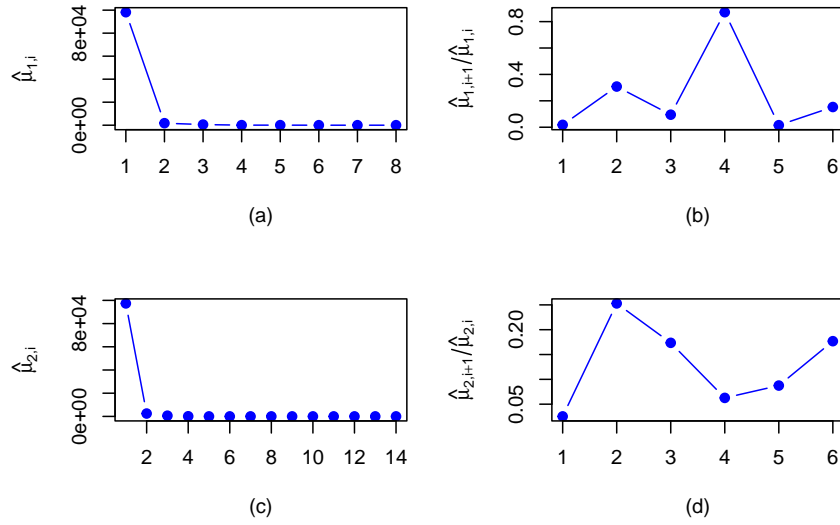 μ̂1,i
8e+04
0e+00
1 2 3 4 5 6 7 8
(a)
μ̂1,i+1/μ̂1,i
0.8
0.4
0.0
1 2 3 4 5 6
(b)
μ̂2,i
8e+04
0e+00
2 4 6 8 10 12 14
(c)
μ̂2,i+1/μ̂2,i
0.20
0.05
1 2 3 4 5 6
(d)